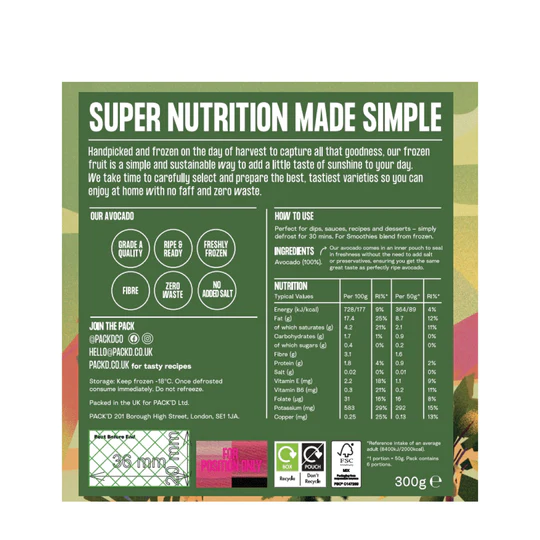 SUPER NUTRITION MADE SIMPLE
Handpicked and frozen on the day of harvest to capture all that goodness, our frozen
fruit is a simple and sustainable way to add a little taste of sunshine to your day.
We take time to carefully select and prepare the best, tastiest varieties so you can
enjoy at home with no faff and zero waste.
OUR AVOCADO
GRADE A QUALITY
RIPE & READY
FRESHLY FROZEN
FIBRE
ZERO WASTE
NO ADDED SALT
JOIN THE PACK
@PACKDCO
HELLO@PACKD.CO.UK
PACKD.CO.UK for tasty recipes
Storage: Keep frozen -18°C. Once defrosted
consume immediately. Do not refreeze.
Packed in the UK for PACK'D Ltd.
PACK'D 201 Borough High Street, London, SE1 1JA.
HOW TO USE
Perfect for dips, sauces, recipes and desserts – simply
defrost for 30 mins. For Smoothies blend from frozen.
INGREDIENTS
Avocado (100%).
Our avocado comes in an inner pouch to seal
in freshness without the need to add salt
or preservatives, ensuring you get the same
great taste as perfectly ripe avocado.
NUTRITION
Typical Values Per 100g RI%* Per 50g^ RI%*
Energy (kJ/kcal) 728/177 9% 364/89 4%
Fat (g) 17.4 25% 8.7 12%
of which saturates (g) 4.2 21% 2.1 11%
Carbohydrates (g) 1.7 1% 0.9 0%
of which sugars (g) 0.4 0% 0.2 0%
Fibre (g) 3.1 1.6
Protein (g) 1.8 4% 0.9 2%
Salt (g) 0.02 0% 0.01 0%
Vitamin E (mg) 2.2 18% 1.1 9%
Vitamin B6 (mg) 0.3 21% 0.2 11%
Folate (µg) 31 16% 16 8%
Potassium (mg) 583 29% 292 15%
Copper (mg) 0.25 25% 0.13 13%
Best Before End
36 mm
20 mm
FOR
POSITION ONLY
BOX
Recycle
POUCH
Don't
Recycle
FSC
MIX
*Reference intake of an average
adult (8400kJ/2000kcal).
^1 portion = 50g. Pack contains
6 portions.
300g e